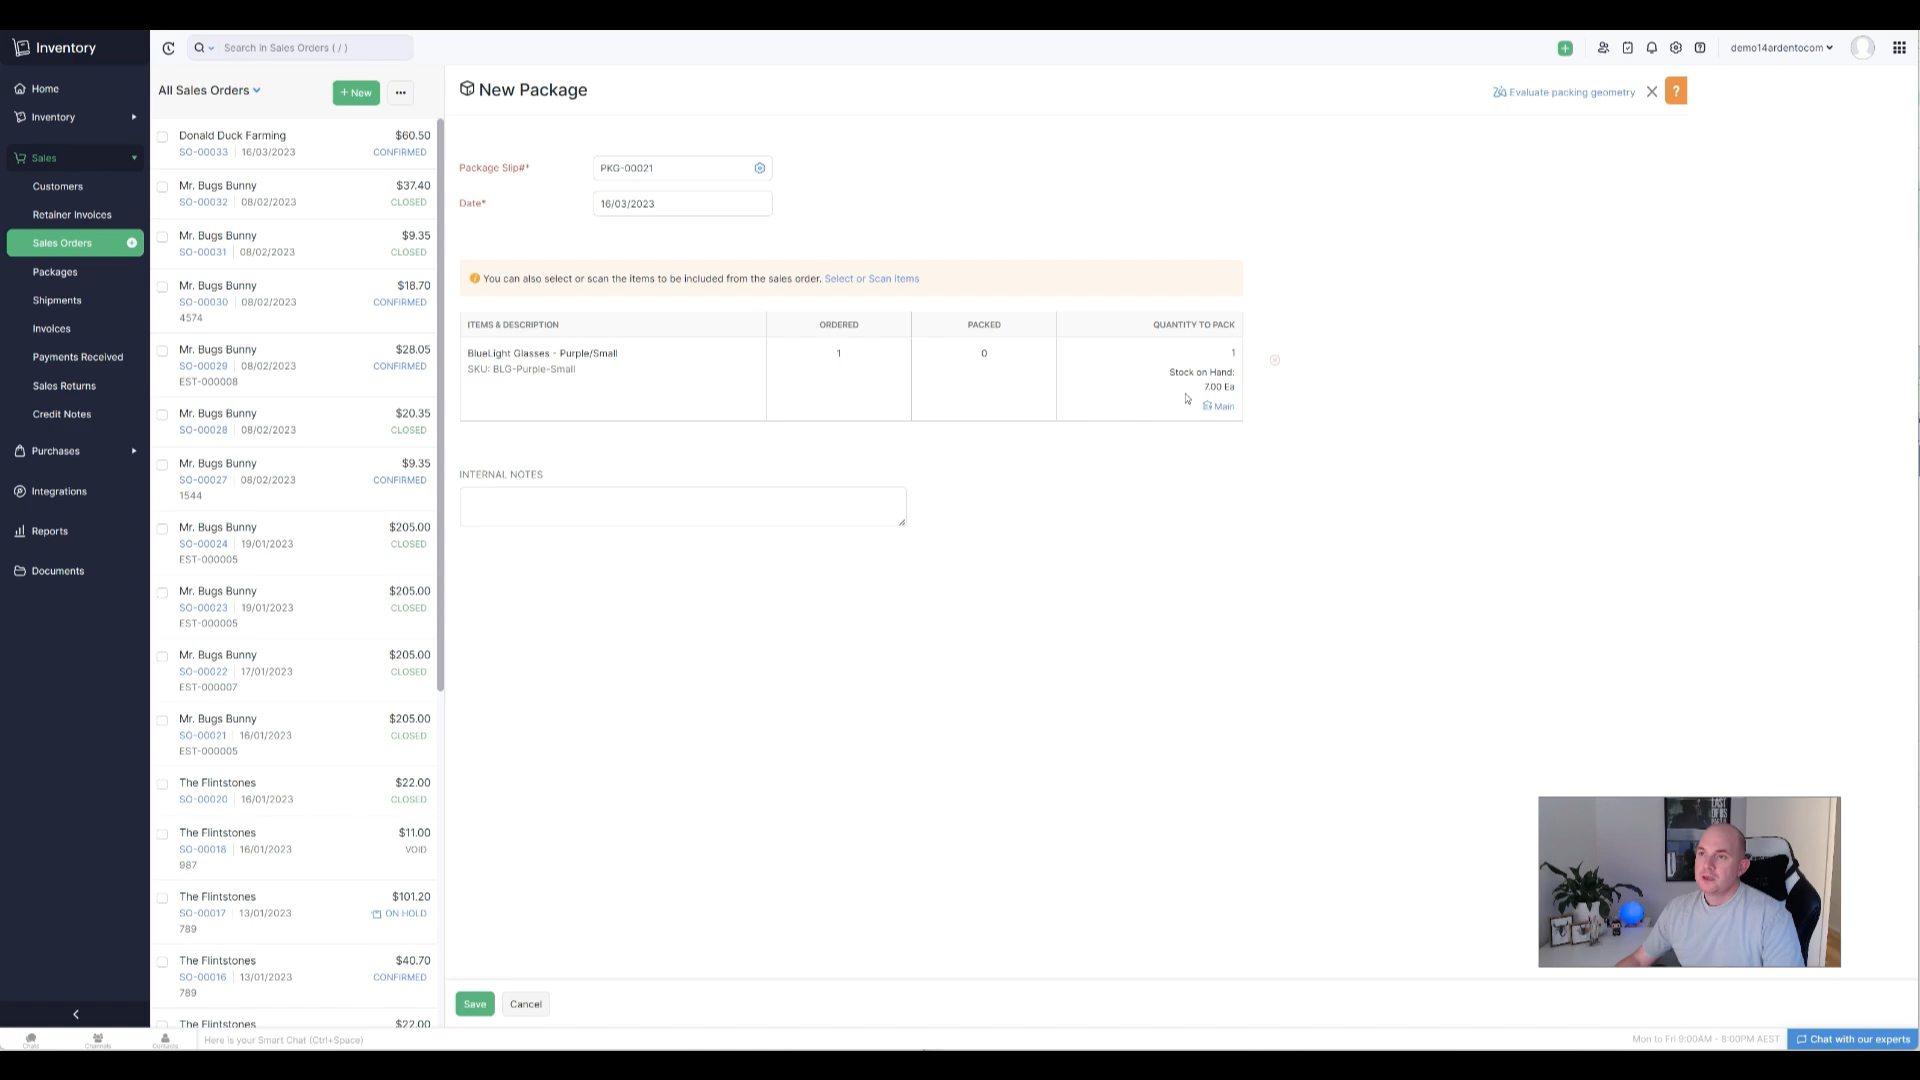 Inventory
Search in Sales Orders ( / )
demo14ardentocom
Home
Inventory
Sales
Customers
Retainer Invoices
Sales Orders
Packages
Shipments
Invoices
Payments Received
Sales Returns
Credit Notes
Purchases
Integrations
Reports
Documents
All Sales Orders
+ New
Donald Duck Farming $60.50
SO-00033 16/03/2023 CONFIRMED
Mr. Bugs Bunny $37.40
SO-00032 08/02/2023 CLOSED
Mr. Bugs Bunny $9.35
SO-00031 08/02/2023 CLOSED
Mr. Bugs Bunny $18.70
SO-00030 08/02/2023 CONFIRMED
4574
Mr. Bugs Bunny $28.05
SO-00029 08/02/2023 CONFIRMED
EST-000008
Mr. Bugs Bunny $20.35
SO-00028 08/02/2023 CLOSED
Mr. Bugs Bunny $9.35
SO-00027 08/02/2023 CONFIRMED
1544
Mr. Bugs Bunny $205.00
SO-00024 19/01/2023 CLOSED
EST-000005
Mr. Bugs Bunny $205.00
SO-00023 19/01/2023 CLOSED
EST-000005
Mr. Bugs Bunny $205.00
SO-00022 17/01/2023 CLOSED
EST-000007
Mr. Bugs Bunny $205.00
SO-00021 16/01/2023 CLOSED
EST-000005
The Flintstones $22.00
SO-00020 16/01/2023 CLOSED
The Flintstones $11.00
SO-00018 16/01/2023 VOID
987
The Flintstones $101.20
SO-00017 13/01/2023 ON HOLD
789
The Flintstones $40.70
SO-00016 13/01/2023 CONFIRMED
789
The Flintstones $22.00
New Package
Evaluate packing geometry
?
Package Slip#* PKG-00021
Date* 16/03/2023
You can also select or scan the items to be included from the sales order. Select or Scan items
ITEMS & DESCRIPTION ORDERED PACKED QUANTITY TO PACK
BlueLight Glasses - Purple/Small 1 0 1
SKU: BLG-Purple-Small
Stock on Hand:
7.00 Ea
Main
INTERNAL NOTES
LAST
OF US
Save Cancel
Chats Channels Contacts
Here is your Smart Chat (Ctrl+Space)
Mon to Fri 9:00AM - 8:00PM AEST
Chat with our experts